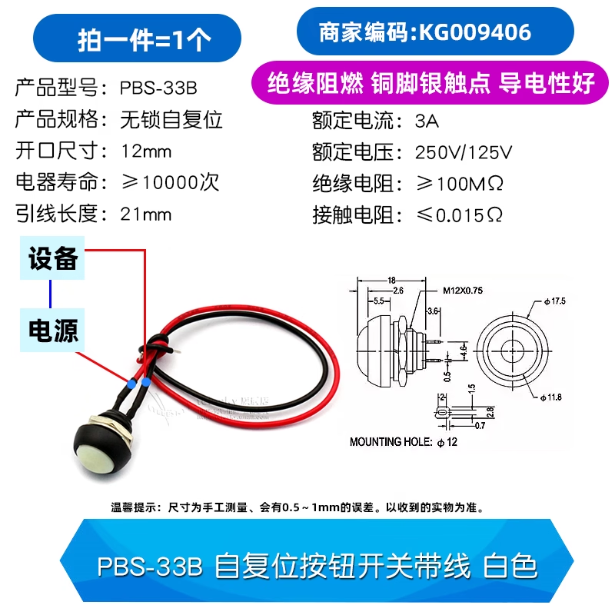 拍一件=1个
商家编码:KG009406
绝缘阻燃 铜脚银触点 导电性好
产品型号: PBS-33B
产品规格: 无锁自复位
开口尺寸: 12mm
电器寿命: ≥10000次
引线长度: 21mm
额定电流: 3A
额定电压: 250V/125V
绝缘电阻: ≥100MΩ
接触电阻: ≤0.015Ω
设备
电源
18
2.6
5.5
M12X0.75
3.6
4.6
0.5
ϕ17.5
ϕ11.8
2
1.5
2.8
0.7
MOUNTING HOLE: ϕ12
温馨提示: 尺寸为手工测量、会有0.5~1mm的误差。以收到的实物为准。
PBS-33B 自复位按钮开关带线 白色